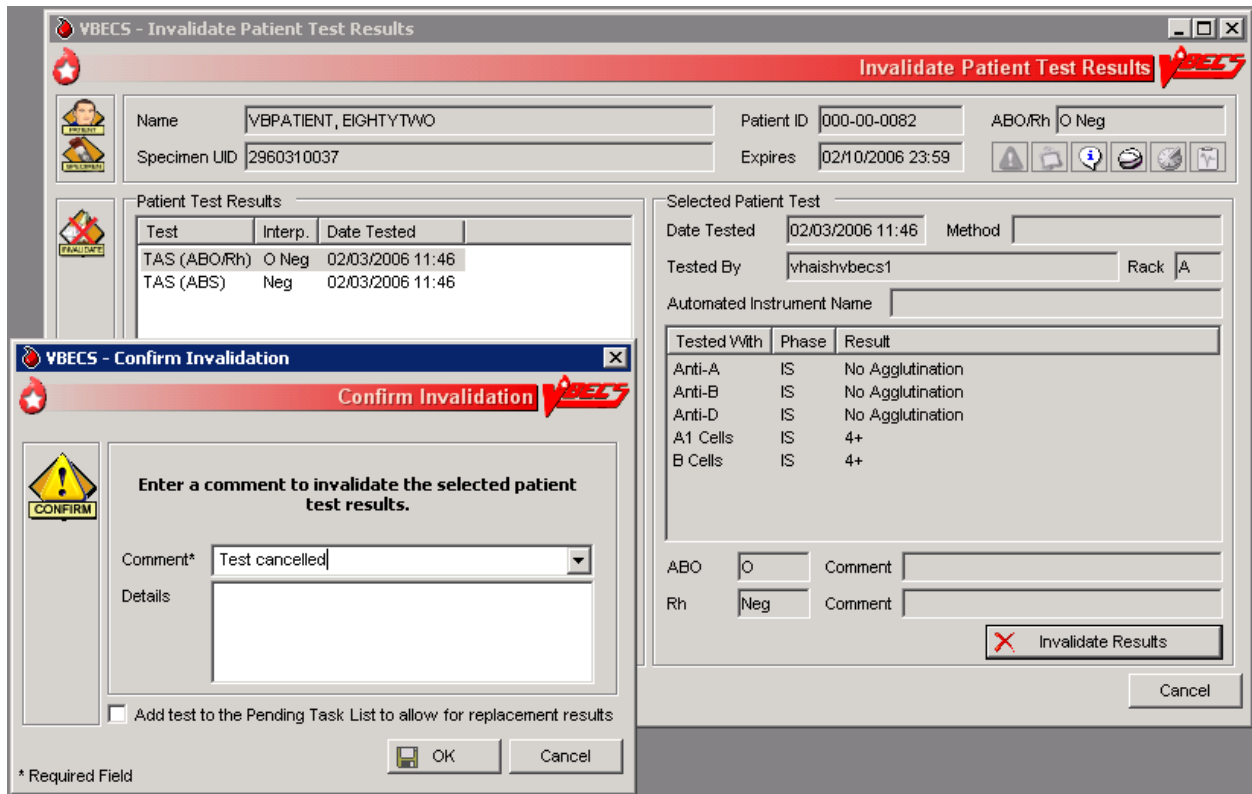 VBECS - Invalidate Patient Test Results
Invalidate Patient Test Results VBECS
PATIENT
SPECIMEN
Name VBPATIENT, EIGHTYTWO Patient ID 000-00-0082 ABO/Rh O Neg
Specimen UID 2960310037 Expires 02/10/2006 23:59
INVALIDATE
Patient Test Results
Test Interp. Date Tested
TAS (ABO/Rh) O Neg 02/03/2006 11:46
TAS (ABS) Neg 02/03/2006 11:46
Selected Patient Test
Date Tested 02/03/2006 11:46 Method
Tested By vhaishvbecs1 Rack A
Automated Instrument Name
Tested With Phase Result
Anti-A IS No Agglutination
Anti-B IS No Agglutination
Anti-D IS No Agglutination
A1 Cells IS 4+
B Cells IS 4+
ABO O Comment
Rh Neg Comment
Invalidate Results
Cancel
VBECS - Confirm Invalidation
Confirm Invalidation VBECS
CONFIRM
Enter a comment to invalidate the selected patient
test results.
Comment* Test cancelled
Details
Add test to the Pending Task List to allow for replacement results
OK Cancel
* Required Field